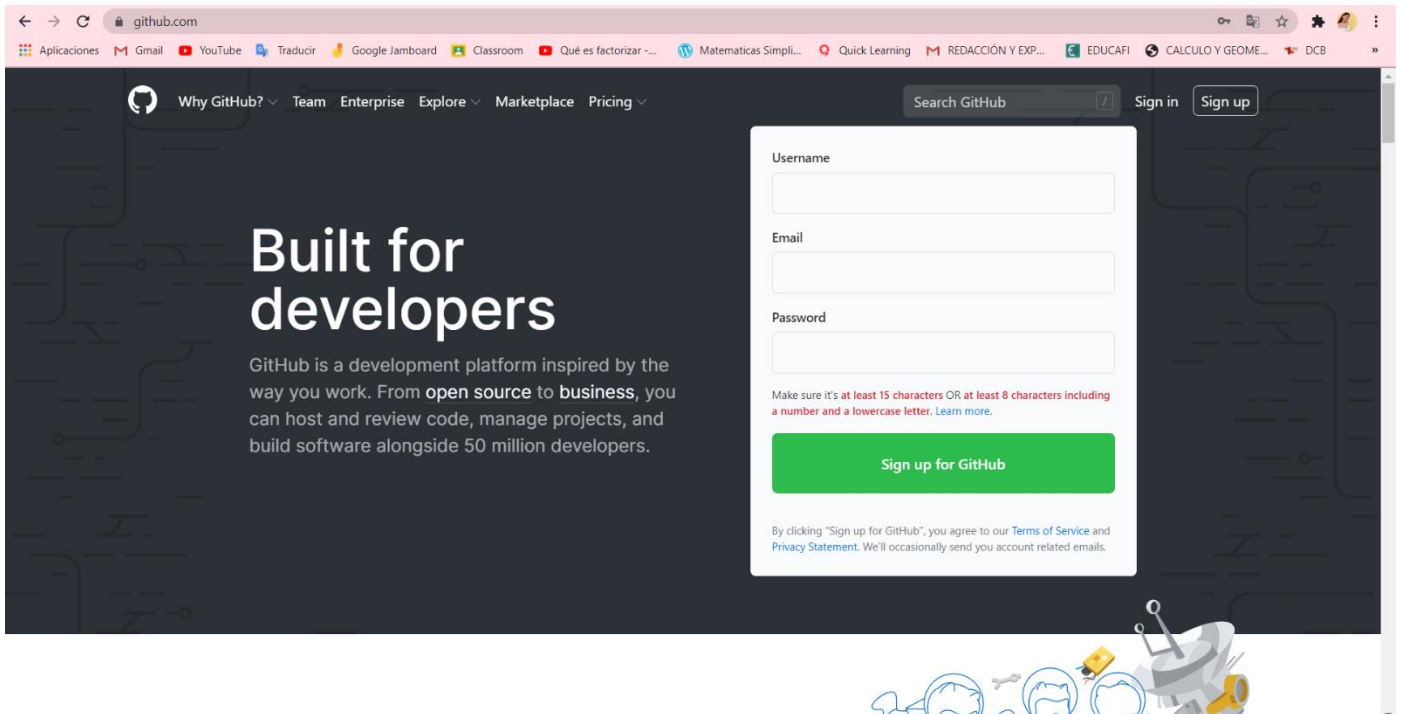 github.com
Aplicaciones Gmail YouTube Traducir Google Jamboard Classroom Qué es factorizar -... Matematicas Simpli... Quick Learning REDACCIÓN Y EXP... EDUCAFI CALCULO Y GEOME... DCB »
Why GitHub? Team Enterprise Explore Marketplace Pricing Search GitHub / Sign in Sign up
Built for
developers
GitHub is a development platform inspired by the
way you work. From open source to business, you
can host and review code, manage projects, and
build software alongside 50 million developers.
Username
Email
Password
Make sure it's at least 15 characters OR at least 8 characters including
a number and a lowercase letter. Learn more.
Sign up for GitHub
By clicking “Sign up for GitHub”, you agree to our Terms of Service and
Privacy Statement. We'll occasionally send you account related emails.